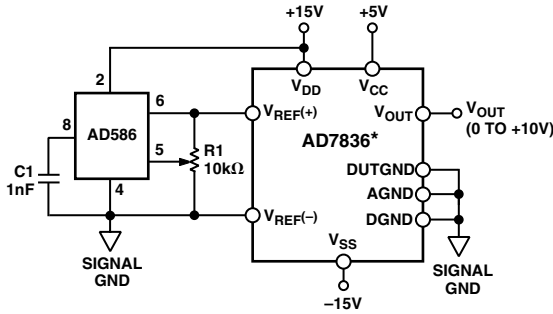 +15V
+5V
2
VDD
VCC
6
VREF(+)
VOUT
VOUT
(0 TO +10V)
8
AD586
AD7836*
C1
1nF
5
R1
10kΩ
DUTGND
AGND
DGND
4
VREF(–)
SIGNAL
GND
VSS
SIGNAL
GND
–15V